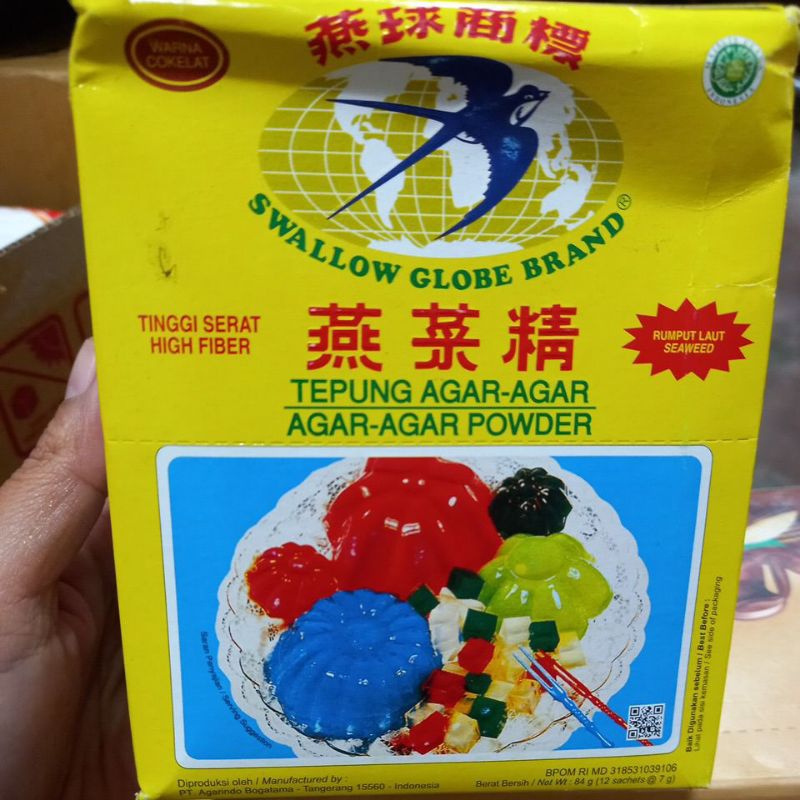 燕球商標
WARNA
COKELAT
INDONESIA
SWALLOW GLOBE BRAND®
TINGGI SERAT
HIGH FIBER
燕菜精
RUMPUT LAUT
SEAWEED
TEPUNG AGAR-AGAR
AGAR-AGAR POWDER
Saran Penyajian / Serving Suggestion
Baik Digunakan sebelum / Best Before :
Lihat pada sisi kemasan / See side of packaging
Diproduksi oleh / Manufactured by :
PT. Agarindo Bogatama - Tangerang 15560 - Indonesia
BPOM RI MD 318531039106
Berat Bersih / Net Wt : 84 g (12 sachets @ 7 g)